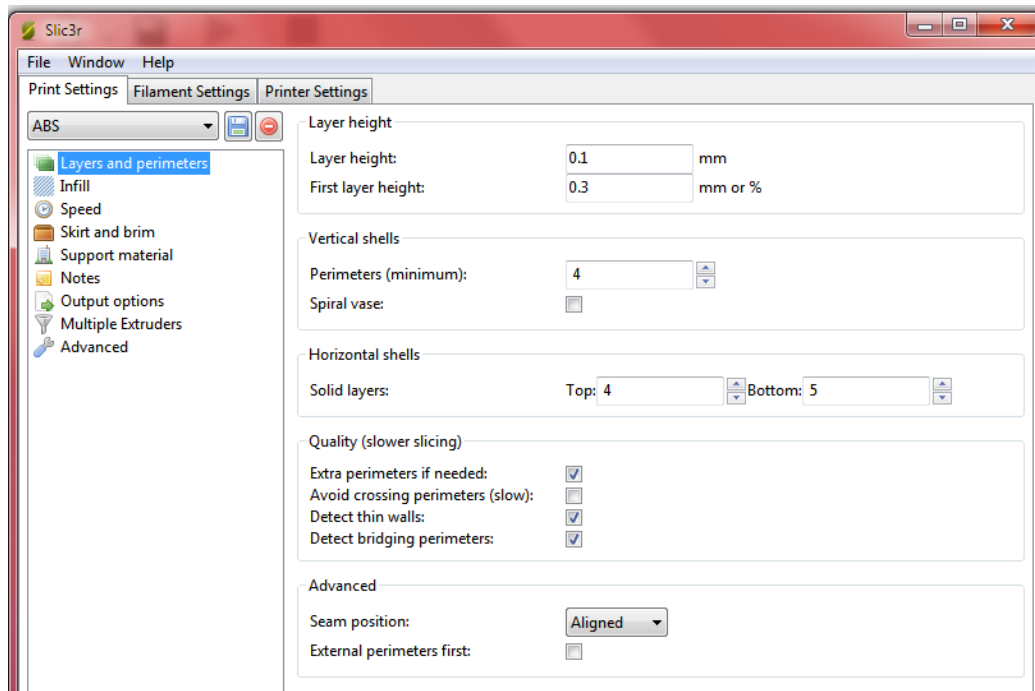 Slic3r
File Window Help
Print Settings Filament Settings Printer Settings
ABS
Layers and perimeters
Infill
Speed
Skirt and brim
Support material
Notes
Output options
Multiple Extruders
Advanced
Layer height
Layer height: 0.1 mm
First layer height: 0.3 mm or %
Vertical shells
Perimeters (minimum): 4
Spiral vase:
Horizontal shells
Solid layers: Top: 4 Bottom: 5
Quality (slower slicing)
Extra perimeters if needed:
Avoid crossing perimeters (slow):
Detect thin walls:
Detect bridging perimeters:
Advanced
Seam position: Aligned
External perimeters first: